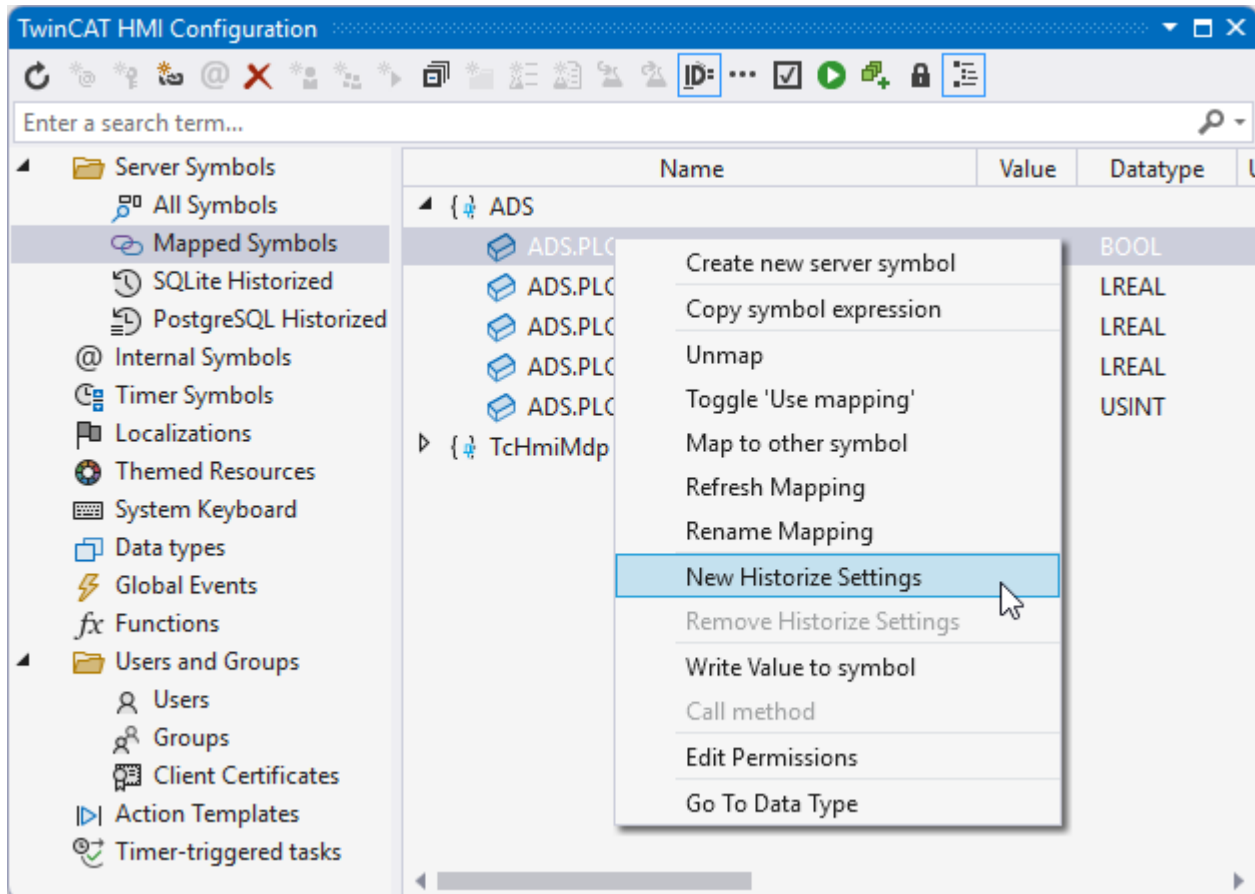 TwinCAT HMI Configuration
Enter a search term...
Server Symbols
All Symbols
Mapped Symbols
SQLite Historized
PostgreSQL Historized
Internal Symbols
Timer Symbols
Localizations
Themed Resources
System Keyboard
Data types
Global Events
fx Functions
Users and Groups
Users
Groups
Client Certificates
Action Templates
Timer-triggered tasks
Name Value Datatype
ADS
ADS.PLC BOOL
ADS.PLC LREAL
ADS.PLC LREAL
ADS.PLC LREAL
ADS.PLC USINT
TcHmiMdp
Create new server symbol
Copy symbol expression
Unmap
Toggle 'Use mapping'
Map to other symbol
Refresh Mapping
Rename Mapping
New Historize Settings
Remove Historize Settings
Write Value to symbol
Call method
Edit Permissions
Go To Data Type